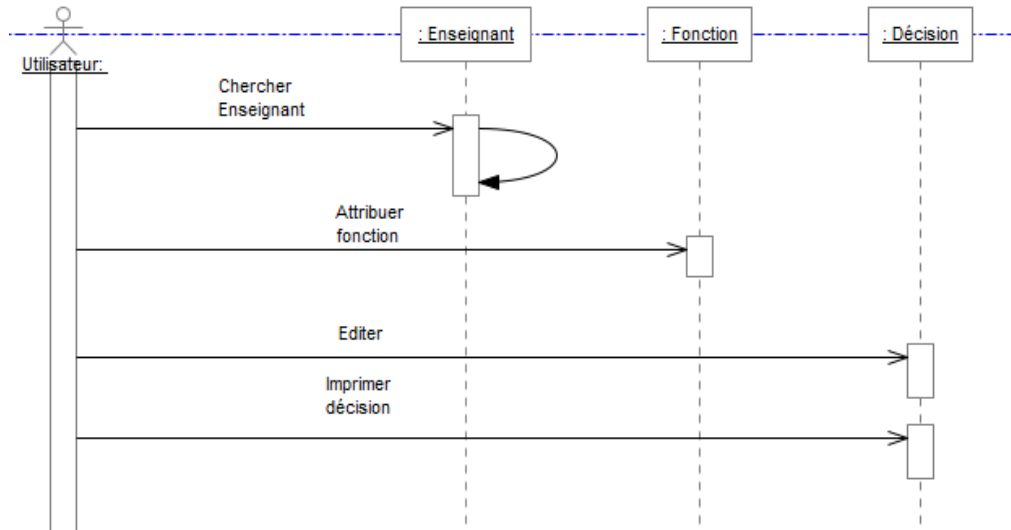 : Enseignant
: Fonction
: Décision
Utilisateur:
Chercher
Enseignant
Attribuer
fonction
Editer
Imprimer
décision